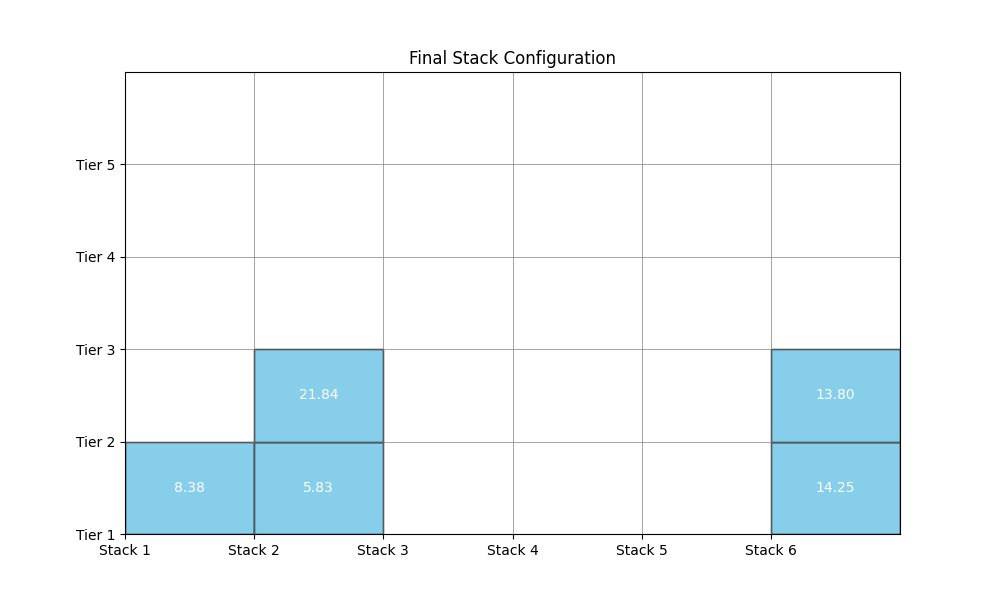 Final Stack Configuration
Tier 5
Tier 4
Tier 3
21.84 13.80
Tier 2
8.38 5.83 14.25
Tier 1
Stack 1 Stack 2 Stack 3 Stack 4 Stack 5 Stack 6